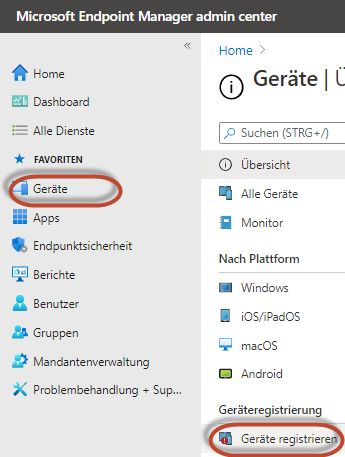 Microsoft Endpoint Manager admin center
«
Home
Dashboard
Alle Dienste
FAVORITEN
Geräte
Apps
Endpunktsicherheit
Berichte
Benutzer
Gruppen
Mandantenverwaltung
Problembehandlung + Sup...
Home >
Geräte | Ü
Suchen (STRG+/)
Übersicht
Alle Geräte
Monitor
Nach Plattform
Windows
iOS/iPadOS
macOS
Android
Geräteregistrierung
Geräte registrieren